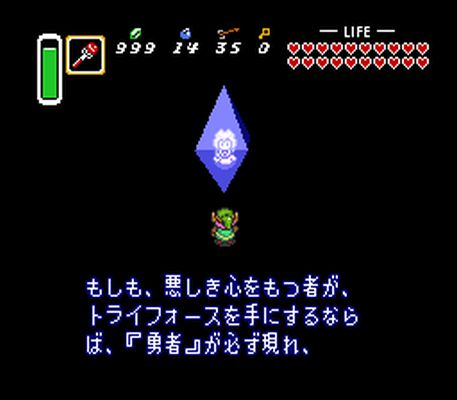 — LIFE —
999 14 35 0
もしも、悪しき心をもつ者が、
トライフォースを手にするなら
ば、『勇者』が必ず現れ、